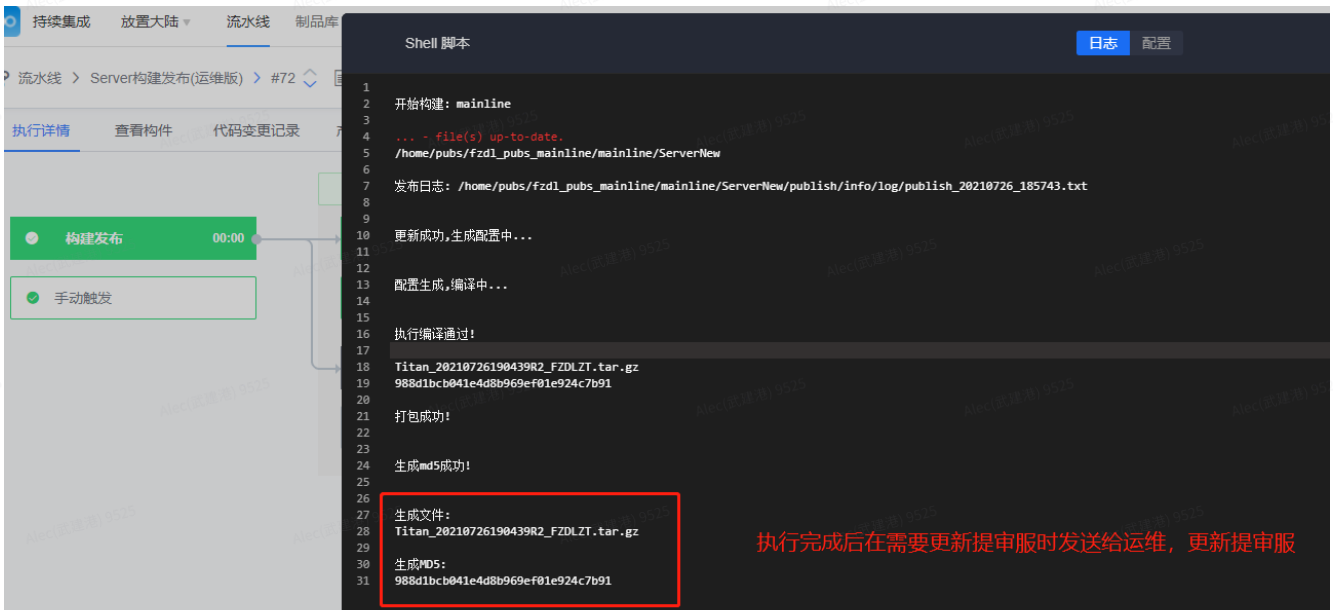 持续集成 放置大陆 流水线 制品库
Shell 脚本 日志 配置
流水线 > Server构建发布(运维版) > #72
执行详情 查看构件 代码变更记录
构建发布 00:00
手动触发
1
2 开始构建: mainline
3
4 ... - file(s) up-to-date.
5 /home/pubs/fzdl_pubs_mainline/mainline/ServerNew
6
7 发布日志: /home/pubs/fzdl_pubs_mainline/mainline/ServerNew/publish/info/log/publish_20210726_185743.txt
8
9
10 更新成功,生成配置中...
11
12
13 配置生成,编译中...
14
15
16 执行编译通过!
17
18 Titan_20210726190439R2_FZDLZT.tar.gz
19 988d1bcb041e4d8b969ef01e924c7b91
20
21 打包成功!
22
23
24 生成md5成功!
25
26
27 生成文件:
28 Titan_20210726190439R2_FZDLZT.tar.gz
29
30 生成MD5:
31 988d1bcb041e4d8b969ef01e924c7b91
执行完成后在需要更新提审服时发送给运维，更新提审服